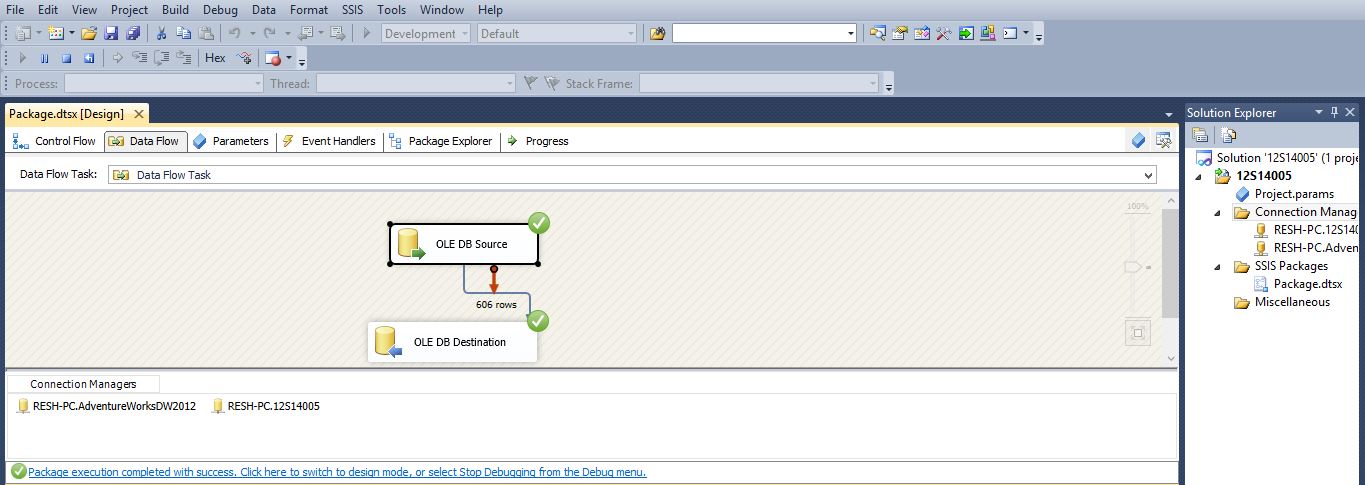 File Edit View Project Build Debug Data Format SSIS Tools Window Help
Development Default
Hex
Process: Thread: Stack Frame:
Package.dtsx [Design]
Solution Explorer
Control Flow Data Flow Parameters Event Handlers Package Explorer Progress
Data Flow Task: Data Flow Task
Solution '12S14005' (1 proje
12S14005
Project.params
Connection Manag
RESH-PC.12S140
RESH-PC.Adven
SSIS Packages
Package.dtsx
Miscellaneous
100%
OLE DB Source
606 rows
OLE DB Destination
Connection Managers
RESH-PC.AdventureWorksDW2012 RESH-PC.12S14005
Package execution completed with success. Click here to switch to design mode, or select Stop Debugging from the Debug menu.